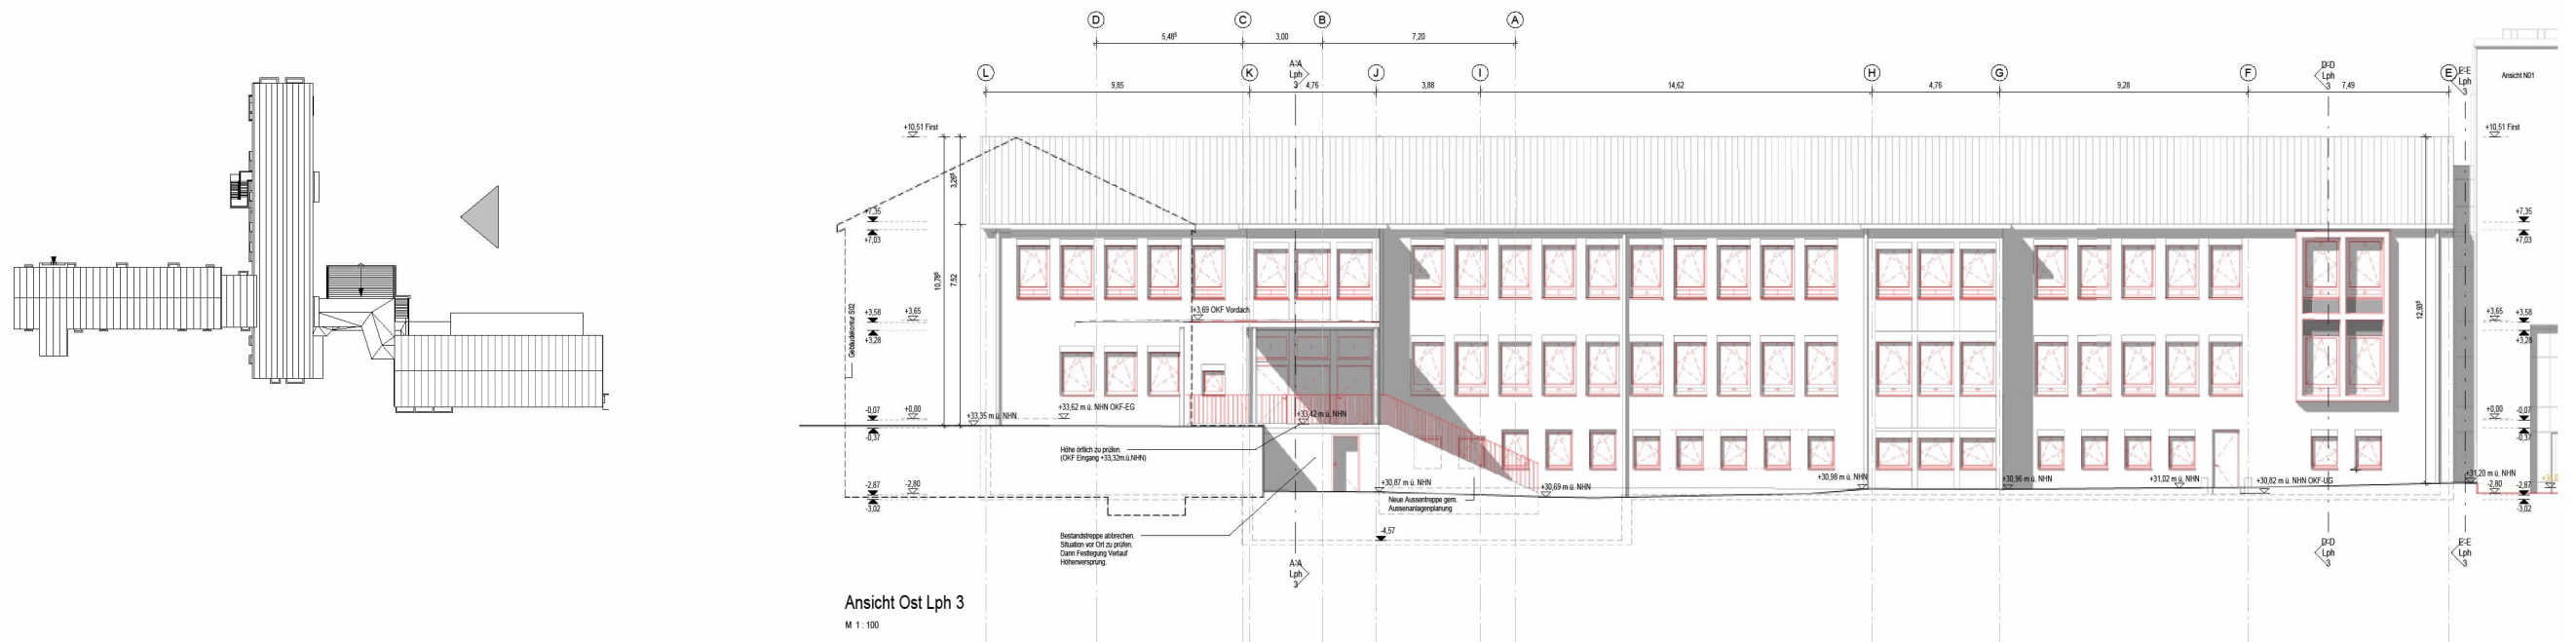 D C B A
5,48⁵ 3,00 7,20
L K J I H G F E
A-A
Lph
3
D-D
Lph
3
E-E
Lph
3
Ansicht N01
9,85 4,76 3,88 14,62 4,76 9,28 7,49
+10,51 First
+10,51 First
3,26⁵
10,78⁵
7,52
12,93⁵
+7,35
+7,03
+7,35
+7,03
Gebäudekontur S02
+3,58
+3,28
+3,65
+3,69 OKF Vordach
+3,65
+3,58
+3,28
-0,07
-0,37
+0,00
+33,35 m ü. NHN
+33,62 m ü. NHN OKF-EG
+33,42 m ü. NHN
+0,00
-0,07
-0,37
Höhe örtlich zu prüfen.
(OKF Eingang +33,32m.ü.NHN)
-2,87
-3,02
-2,80
+30,87 m ü. NHN
+30,69 m ü. NHN
+30,98 m ü. NHN
+30,96 m ü. NHN
+31,02 m ü. NHN
+30,82 m ü. NHN OKF-UG
+31,20 m ü. NHN
-2,80
-2,87
-3,02
Neue Aussentreppe gem.
Aussenanlagenplanung
-4,57
Bestandstreppe abbrechen.
Situation vor Ort zu prüfen.
Dann Festlegung Verlauf
Höhenversprung.
A-A
Lph
3
D-D
Lph
3
E-E
Lph
3
Ansicht Ost Lph 3
M 1 : 100